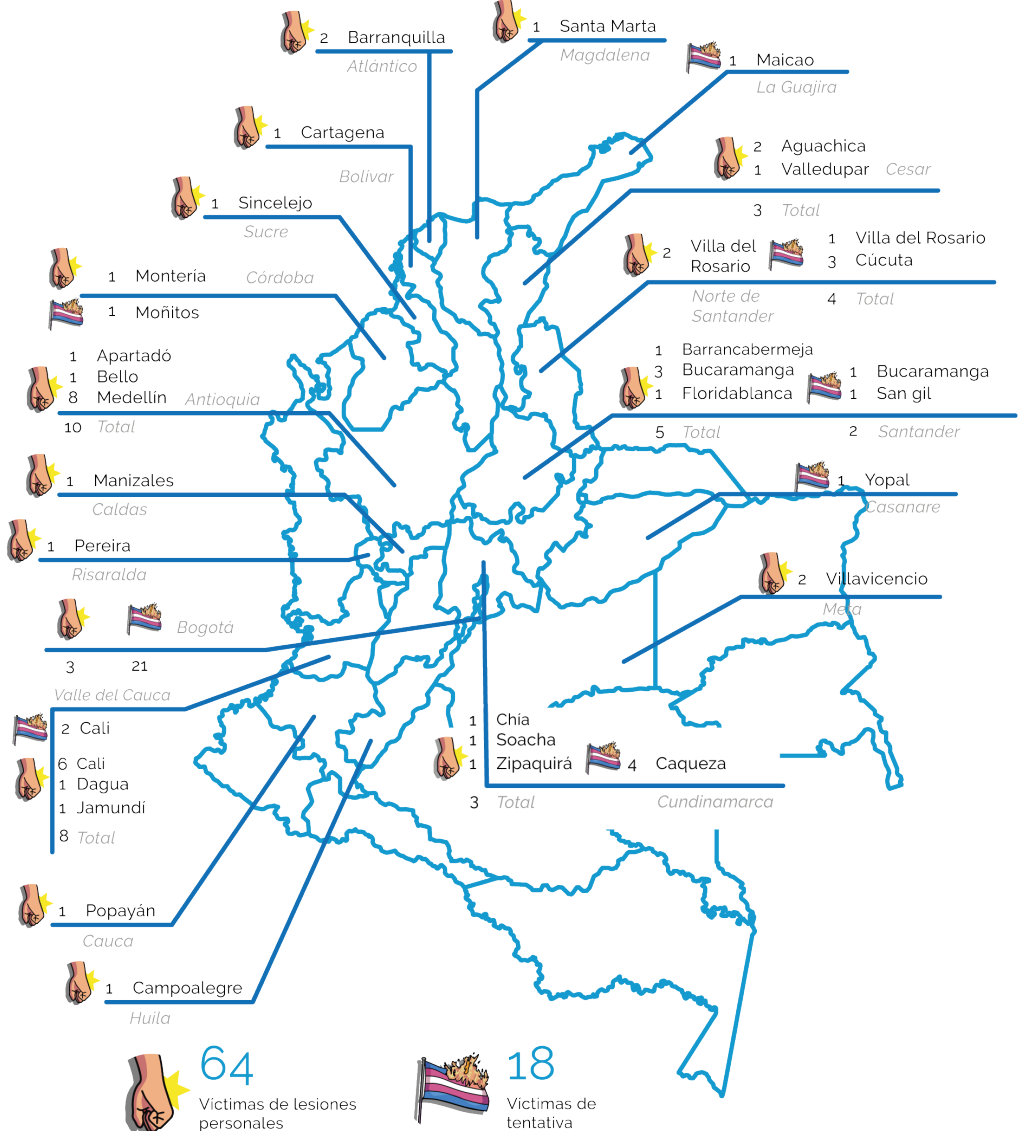 2 Barranquilla
Atlántico
1 Santa Marta
Magdalena
1 Maicao
La Guajira
1 Cartagena
Bolivar
2 Aguachica
1 Valledupar Cesar
3 Total
1 Sincelejo
Sucre
2 Villa del
Rosario
1 Villa del Rosario
3 Cúcuta
Norte de
Santander
4 Total
1 Montería Córdoba
1 Moñitos
1 Apartadó
1 Bello
8 Medellín Antioquia
10 Total
1 Barrancabermeja
3 Bucaramanga
1 Floridablanca
5 Total
1 Bucaramanga
1 San gil
2 Santander
1 Manizales
Caldas
1 Yopal
Casanare
1 Pereira
Risaralda
2 Villavicencio
Meta
Bogotá
3 21
Valle del Cauca
2 Cali
6 Cali
1 Dagua
1 Jamundí
8 Total
1 Chía
1 Soacha
1 Zipaquirá
3 Total
4 Caqueza
Cundinamarca
1 Popayán
Cauca
1 Campoalegre
Huila
64
Víctimas de lesiones
personales
18
Víctimas de
tentativa